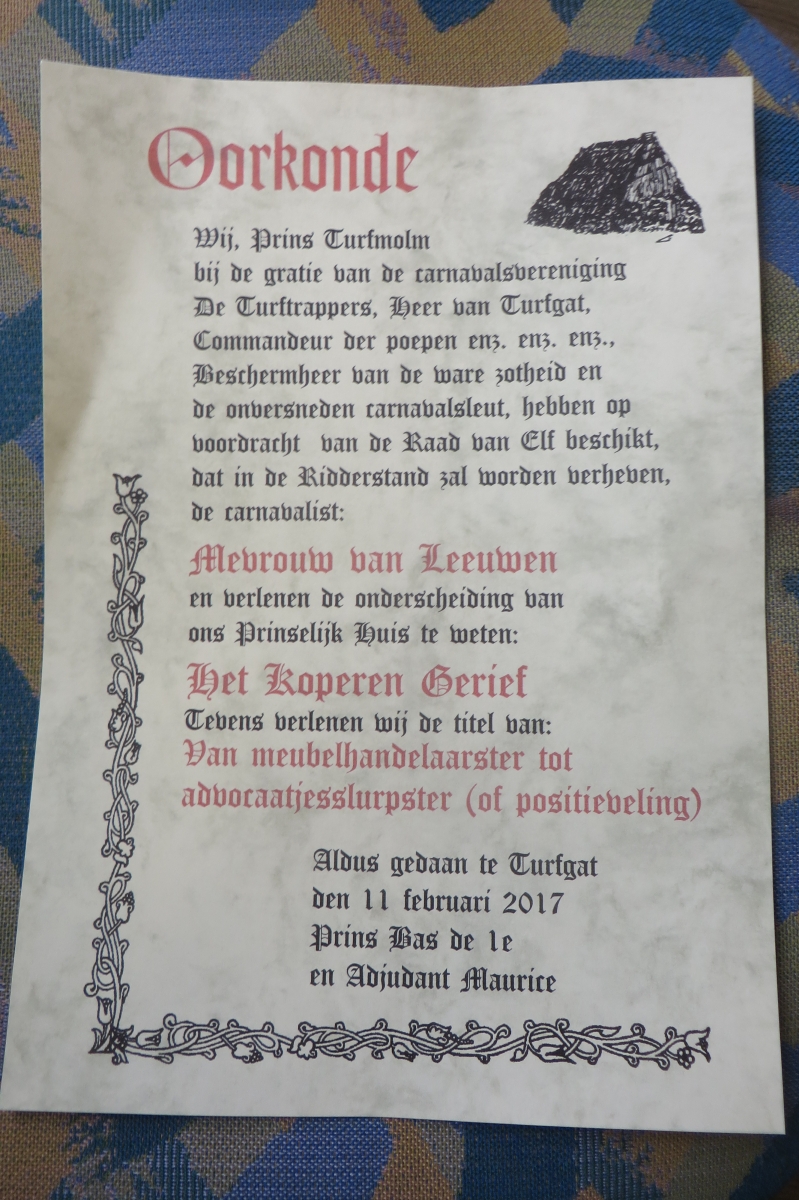 Oorkonde
Wij, Prins Turfmolm
bij de gratie van de carnavalsvereniging
De Turftrappers, Heer van Turfgat,
Commandeur der poepen enz. enz. enz.,
Beschermheer van de ware zotheid en
de onversneden carnavalsleut, hebben op
voordracht van de Raad van Elf beschikt,
dat in de Ridderstand zal worden verheven,
de carnavalist:
Mevrouw van Leeuwen
en verlenen de onderscheiding van
ons Prinselijk Huis te weten:
Het Koperen Gerief
Tevens verlenen wij de titel van:
Van meubelhandelaarster tot
advocaatjesslurpster (of positieveling)
Aldus gedaan te Turfgat
den 11 februari 2017
Prins Bas de 1e
en Adjudant Maurice